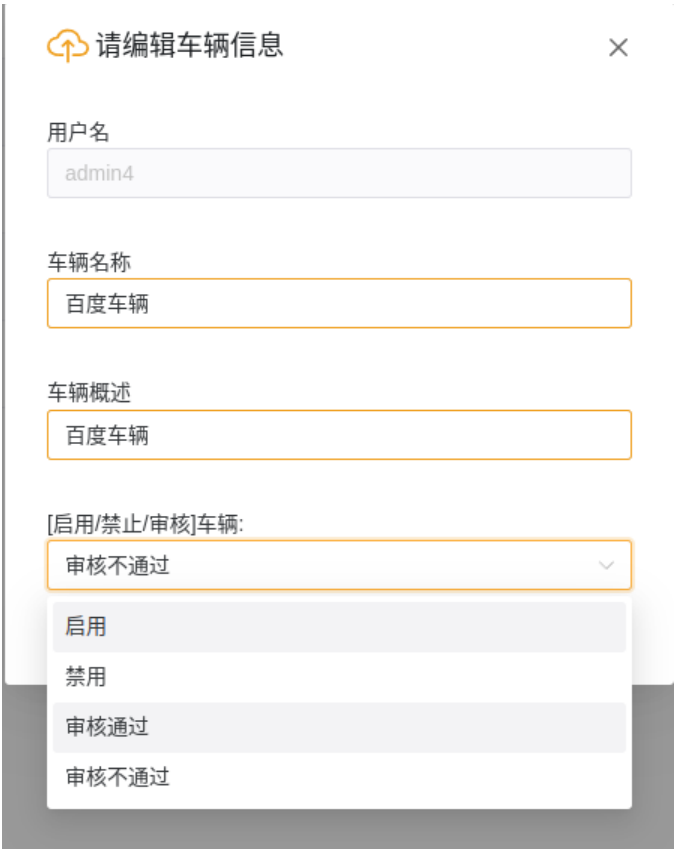 请编辑车辆信息
用户名
admin4
车辆名称
百度车辆
车辆概述
百度车辆
[启用/禁止/审核]车辆:
审核不通过
启用
禁用
审核通过
审核不通过